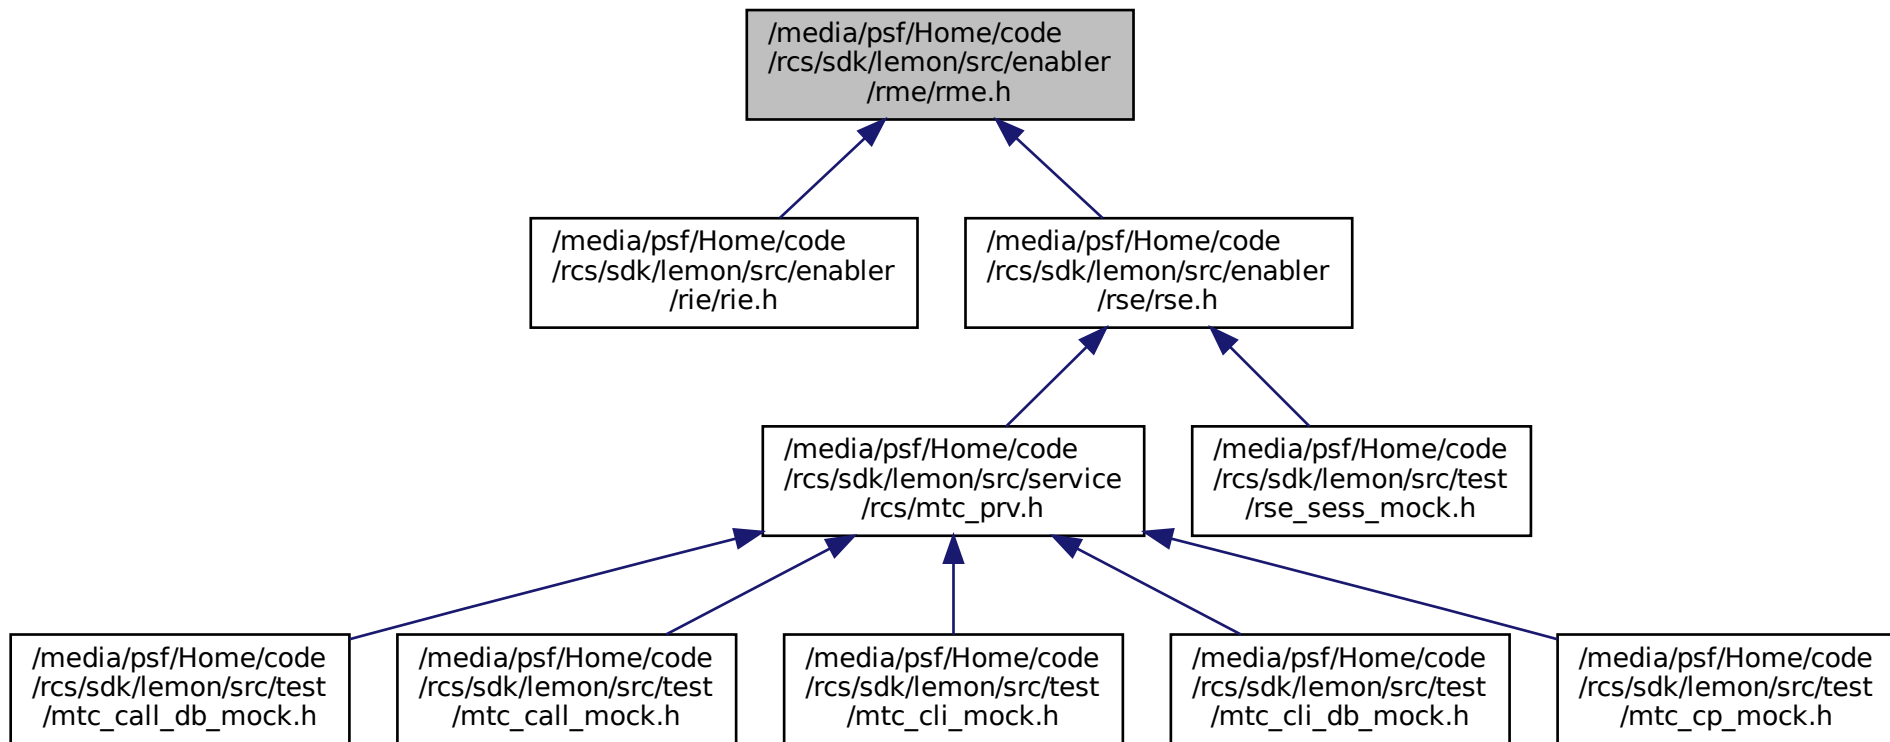 /media/psf/Home/code
/rcs/sdk/lemon/src/enabler
/rme/rme.h
/media/psf/Home/code
/rcs/sdk/lemon/src/enabler
/rie/rie.h
/media/psf/Home/code
/rcs/sdk/lemon/src/enabler
/rse/rse.h
/media/psf/Home/code
/rcs/sdk/lemon/src/service
/rcs/mtc_prv.h
/media/psf/Home/code
/rcs/sdk/lemon/src/test
/rse_sess_mock.h
/media/psf/Home/code
/rcs/sdk/lemon/src/test
/mtc_call_db_mock.h
/media/psf/Home/code
/rcs/sdk/lemon/src/test
/mtc_call_mock.h
/media/psf/Home/code
/rcs/sdk/lemon/src/test
/mtc_cli_mock.h
/media/psf/Home/code
/rcs/sdk/lemon/src/test
/mtc_cli_db_mock.h
/media/psf/Home/code
/rcs/sdk/lemon/src/test
/mtc_cp_mock.h